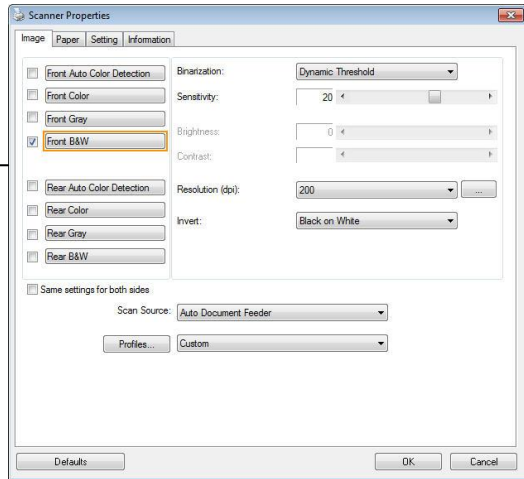 Scanner Properties
Image Paper Setting Information
Front Auto Color Detection
Front Color
Front Gray
Front B&W
Rear Auto Color Detection
Rear Color
Rear Gray
Rear B&W
Binarization: Dynamic Threshold
Sensitivity: 20
Brightness: 0
Contrast:
Resolution (dpi): 200 ...
Invert: Black on White
Same settings for both sides
Scan Source: Auto Document Feeder
Profiles... Custom
Defaults OK Cancel